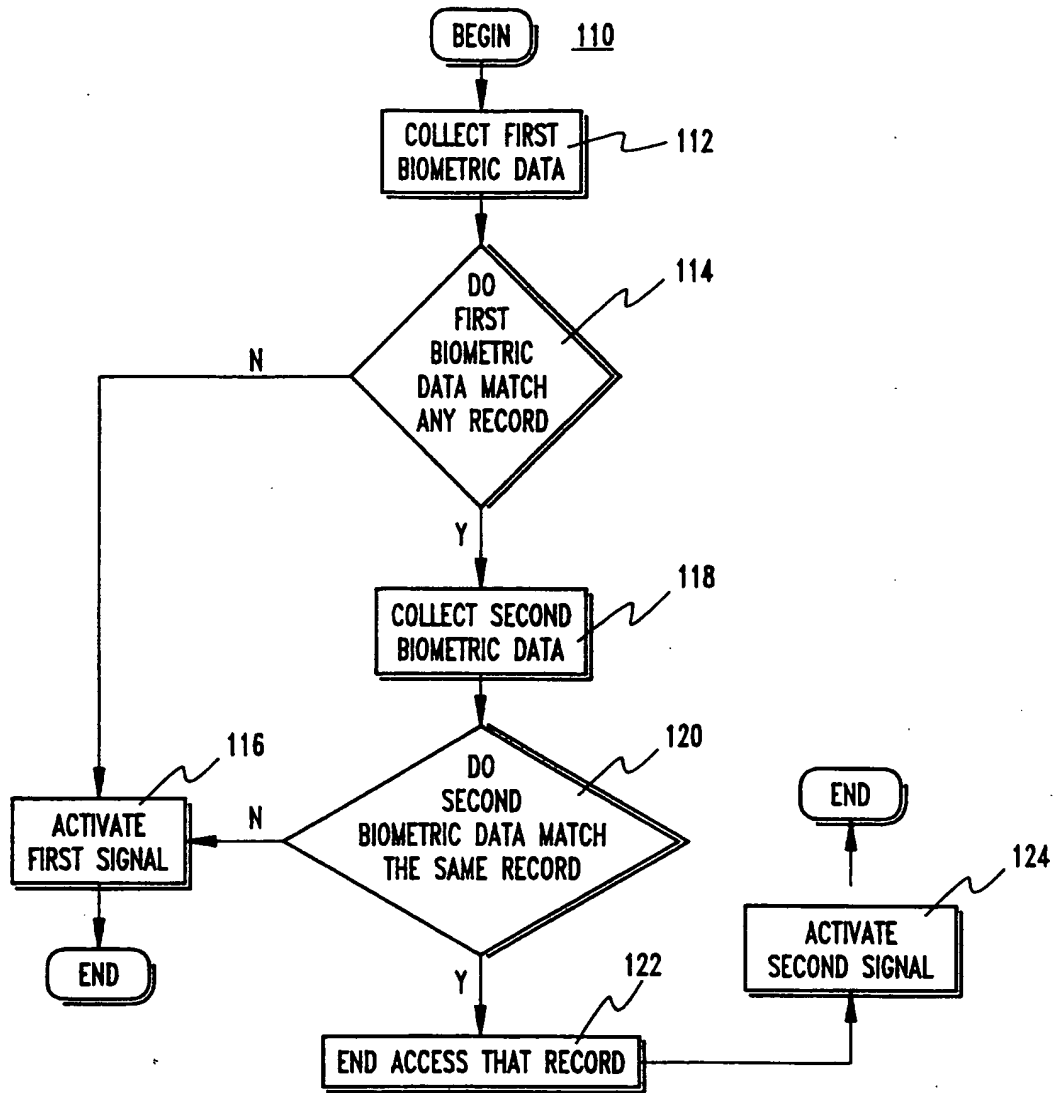 BEGIN
110
COLLECT FIRST
BIOMETRIC DATA
112
DO
FIRST
BIOMETRIC
DATA MATCH
ANY RECORD
114
N
Y
COLLECT SECOND
BIOMETRIC DATA
118
DO
SECOND
BIOMETRIC DATA MATCH
THE SAME RECORD
120
N
ACTIVATE
FIRST SIGNAL
116
END
Y
END ACCESS THAT RECORD
122
ACTIVATE
SECOND SIGNAL
124
END